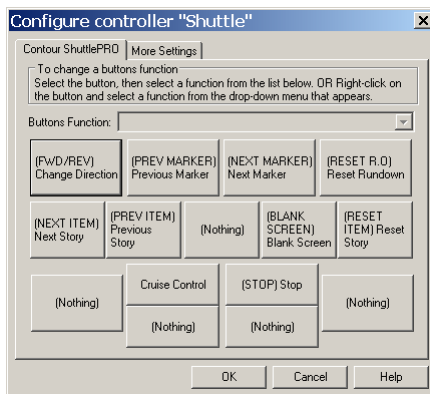 Configure controller "Shuttle"
Contour ShuttlePRO More Settings
To change a buttons function
Select the button, then select a function from the list below. OR Right-click on
the button and select a function from the drop-down menu that appears.
Buttons Function:
(FWD/REV)
Change Direction
(PREV MARKER)
Previous Marker
(NEXT MARKER)
Next Marker
(RESET R.O)
Reset Rundown
(NEXT ITEM)
Next Story
(PREV ITEM)
Previous
Story
(Nothing)
(BLANK
SCREEN)
Blank Screen
(RESET
ITEM) Reset
Story
(Nothing)
Cruise Control
(STOP) Stop
(Nothing)
(Nothing)
(Nothing)
OK Cancel Help